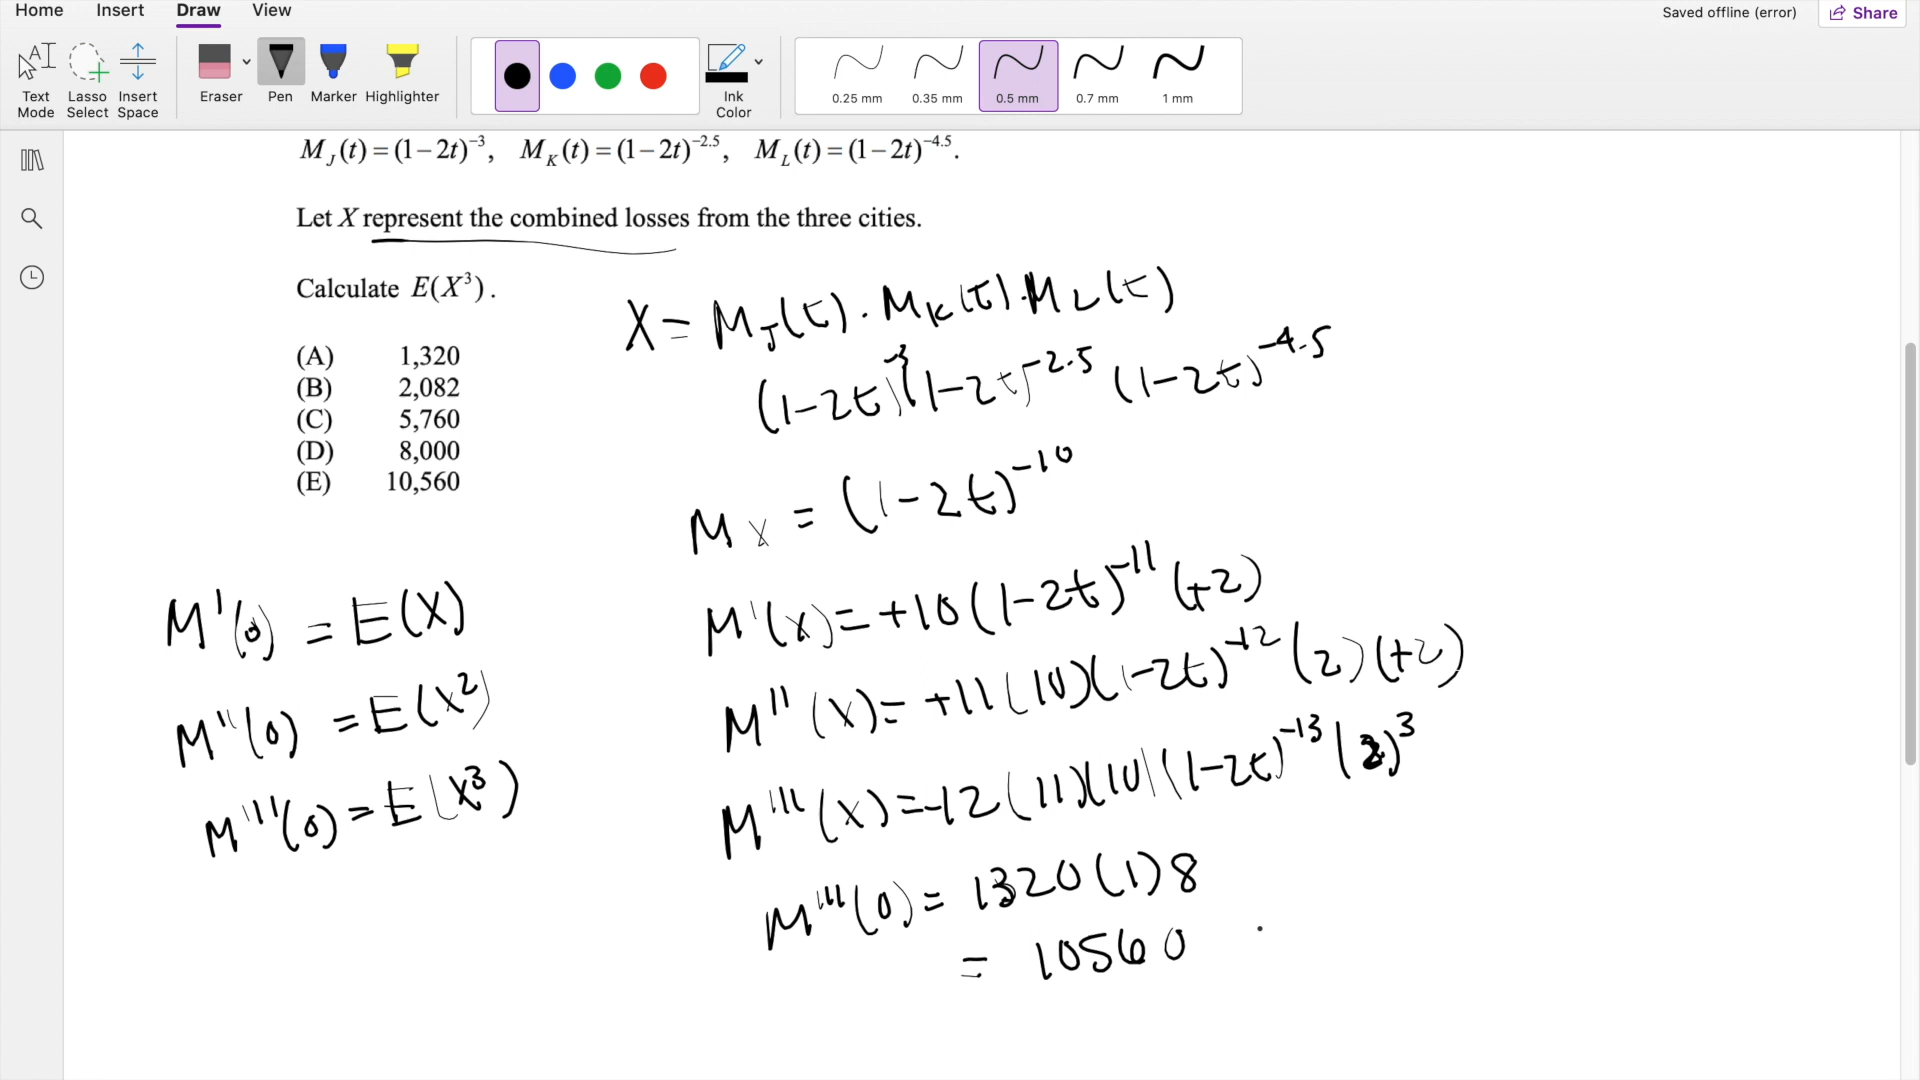 Home Insert Draw View
Saved offline (error) Share
Text Mode
Lasso Select
Insert Space
Eraser
Pen
Marker
Highlighter
Ink Color
0.25 mm 0.35 mm 0.5 mm 0.7 mm 1 mm
M_J(t) = (1−2t)^−3, M_K(t) = (1−2t)^−2.5, M_L(t) = (1−2t)^−4.5.
Let X represent the combined losses from the three cities.
Calculate E(X³).
(A) 1,320
(B) 2,082
(C) 5,760
(D) 8,000
(E) 10,560
X = M_J(t) · M_K(t) · M_L(t)
(1−2t)^−3 (1−2t)^−2.5 (1−2t)^−4.5
M_X = (1−2t)^−10
M'(x) = +10(1−2t)^−11 (+2)
M''(x) = +11(10)(1−2t)^−12 (2)(+2)
M'''(x) = −12(11)(10)(1−2t)^−13 (2)^3
M'''(0) = 1320(1)8
= 10560
M'(0) = E(X)
M''(0) = E(X²)
M'''(0) = E(X³)